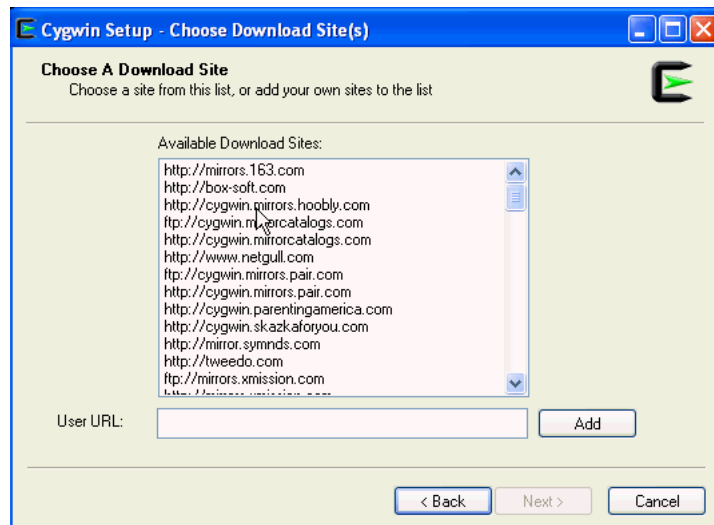 Cygwin Setup - Choose Download Site(s)
Choose A Download Site
Choose a site from this list, or add your own sites to the list
Available Download Sites:
http://mirrors.163.com
http://box-soft.com
http://cygwin.mirrors.hoobly.com
ftp://cygwin.mirrorcatalogs.com
http://cygwin.mirrorcatalogs.com
http://www.netgull.com
ftp://cygwin.mirrors.pair.com
http://cygwin.mirrors.pair.com
http://cygwin.parentingamerica.com
http://cygwin.skazkaforyou.com
http://mirror.symnds.com
http://tweedo.com
ftp://mirrors.xmission.com
User URL:
Add
< Back
Next >
Cancel